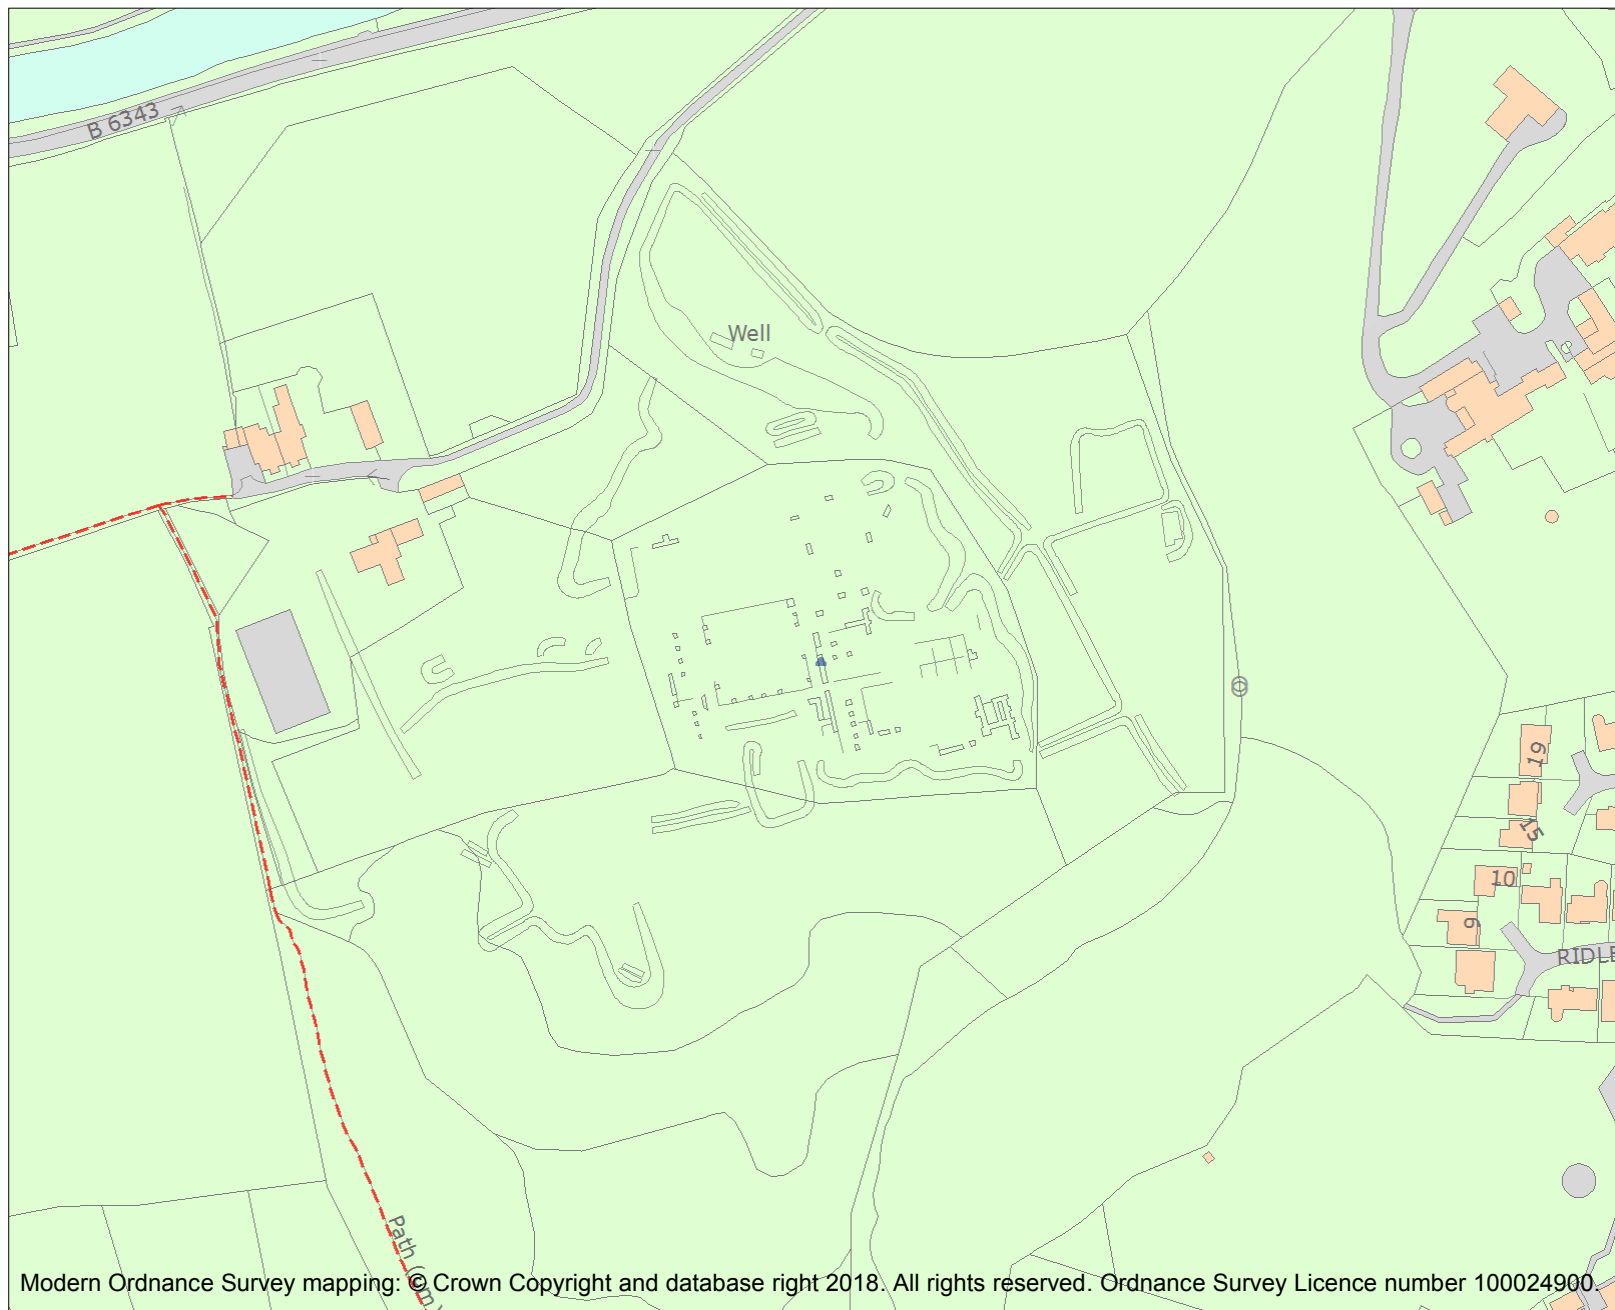 B 6343
Well
19
15
10
9
RIDLE
Path (um)
Modern Ordnance Survey mapping: © Crown Copyright and database right 2018. All rights reserved. Ordnance Survey Licence number 100024900.